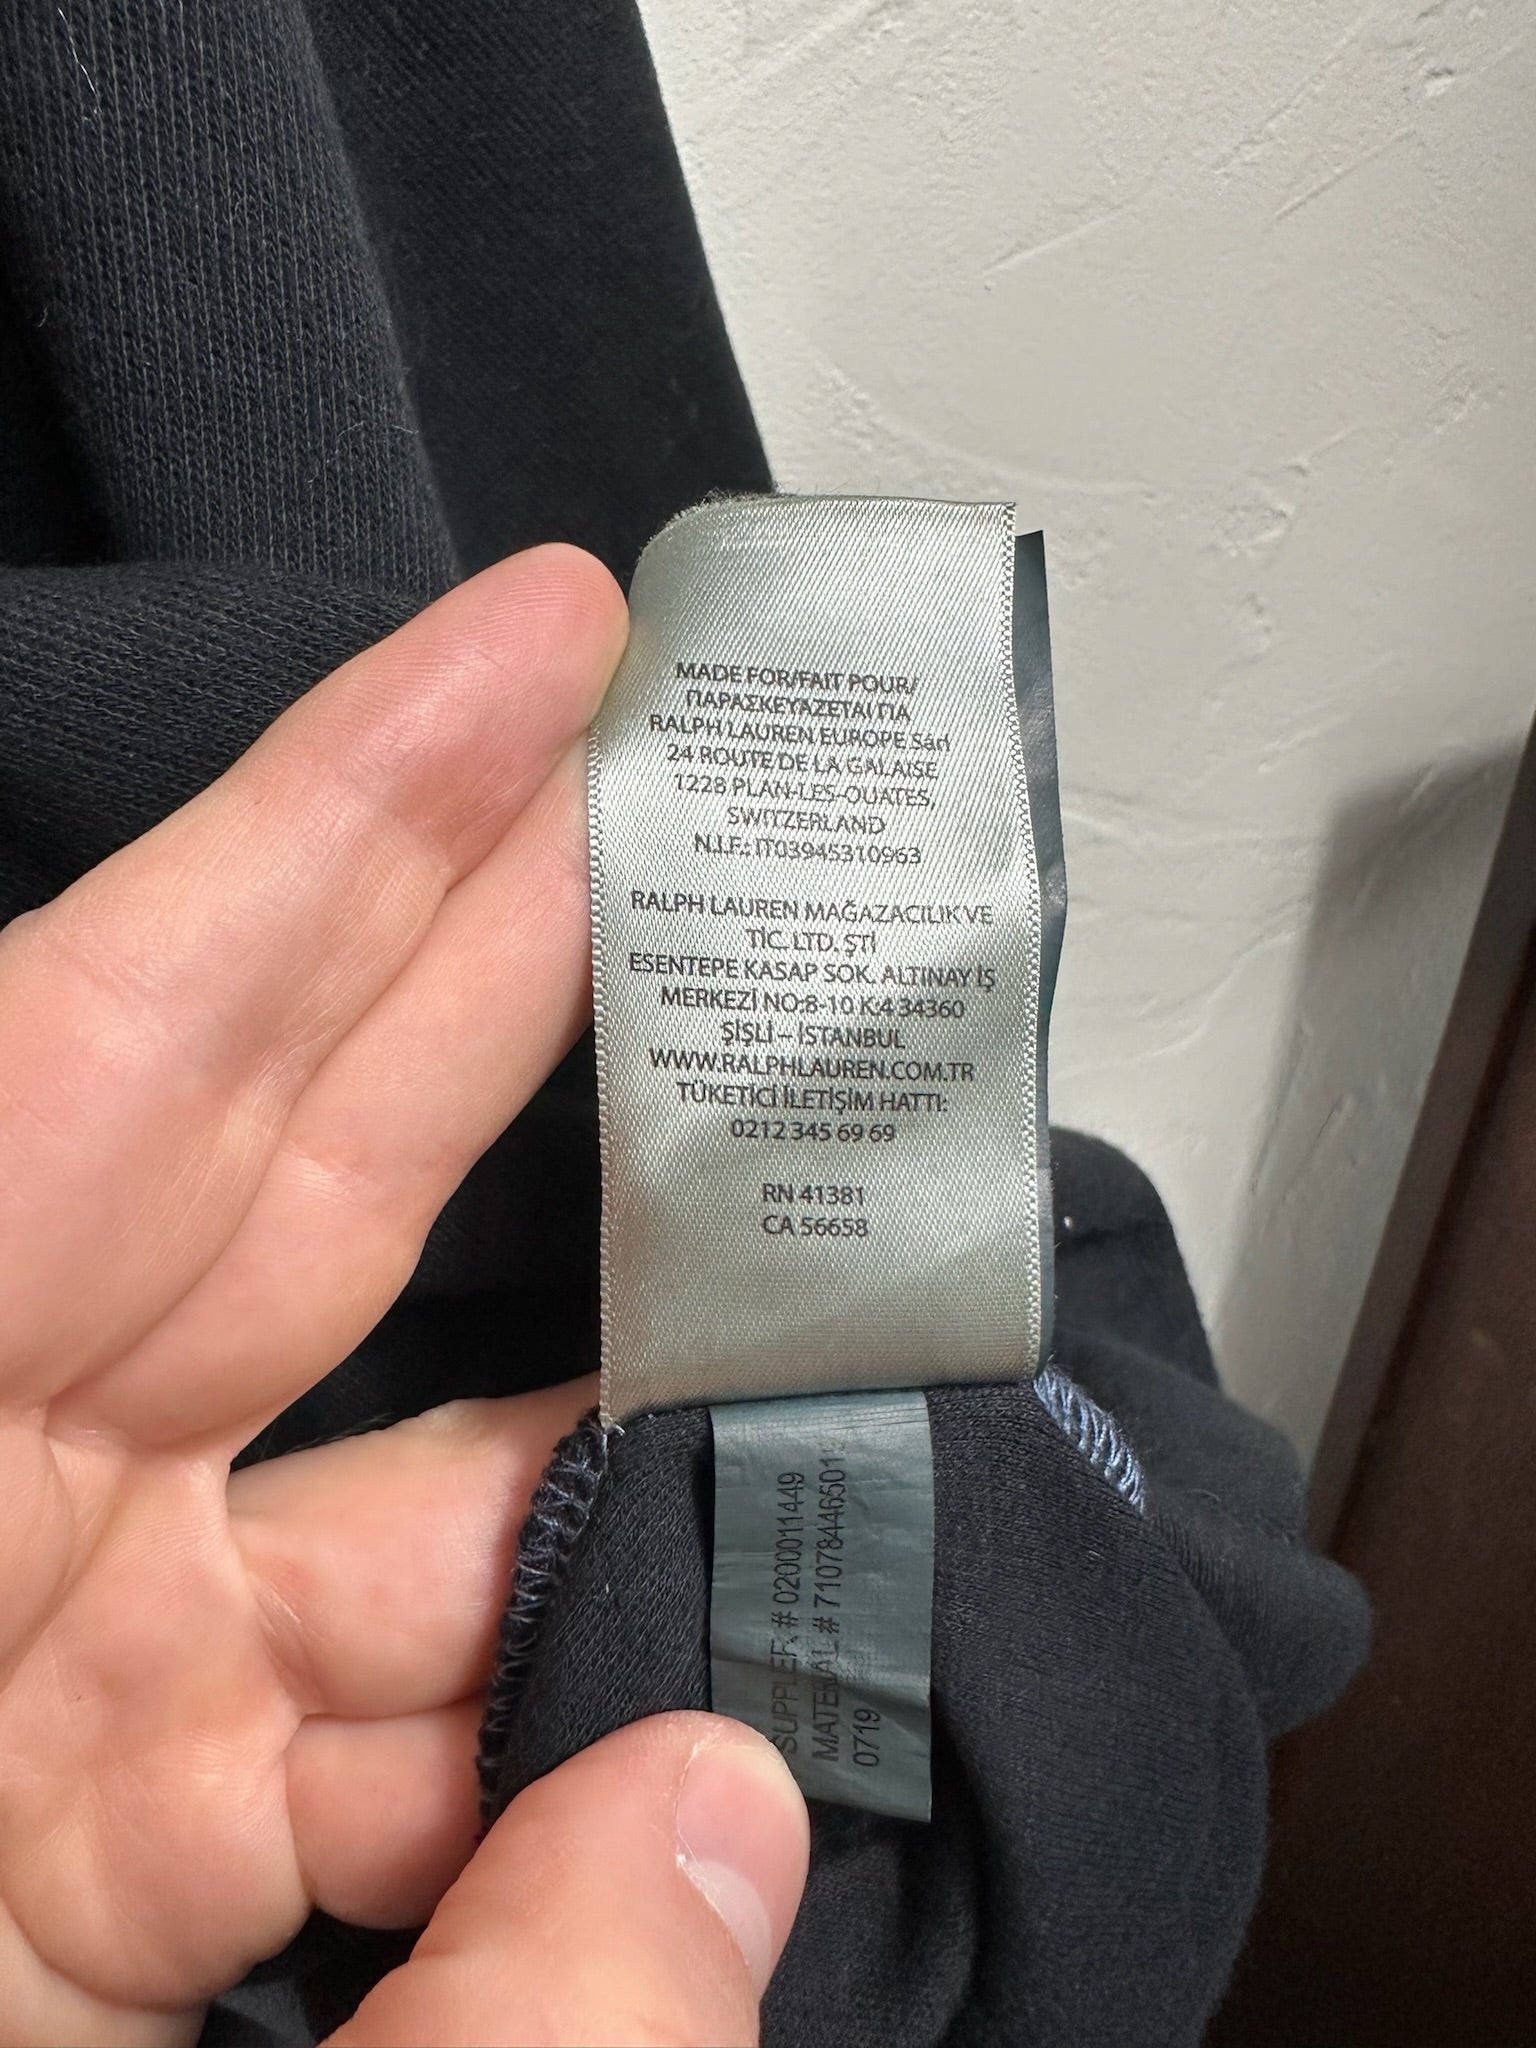 MADE FOR/FAIT POUR/
ΠΑΡΑΣΚΕΥΑΖΕΤΑΙ ΓΙΑ
RALPH LAUREN EUROPE Sàrl
24 ROUTE DE LA GALAISE
1228 PLAN-LES-OUATES,
SWITZERLAND
N.I.F.: IT03945310963
RALPH LAUREN MAĞAZACILIK VE
TİC. LTD. ŞTİ
ESENTEPE KASAP SOK. ALTINAY İŞ
MERKEZİ NO:8-10 K:4 34360
ŞİŞLİ – İSTANBUL
WWW.RALPHLAUREN.COM.TR
TÜKETİCİ İLETİŞİM HATTI:
0212 345 69 69
RN 41381
CA 56658
SUPPLIER # 0200011449
MATERIAL #
0719